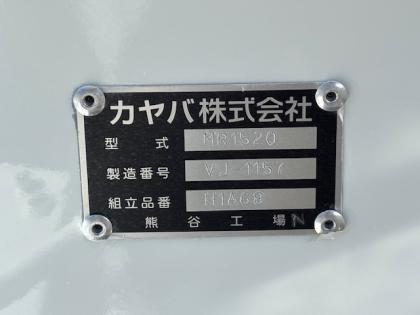 カヤバ株式会社
型式 MR1520
製造番号 VJ-1157
組立品番 H1A68
熊谷工場 N